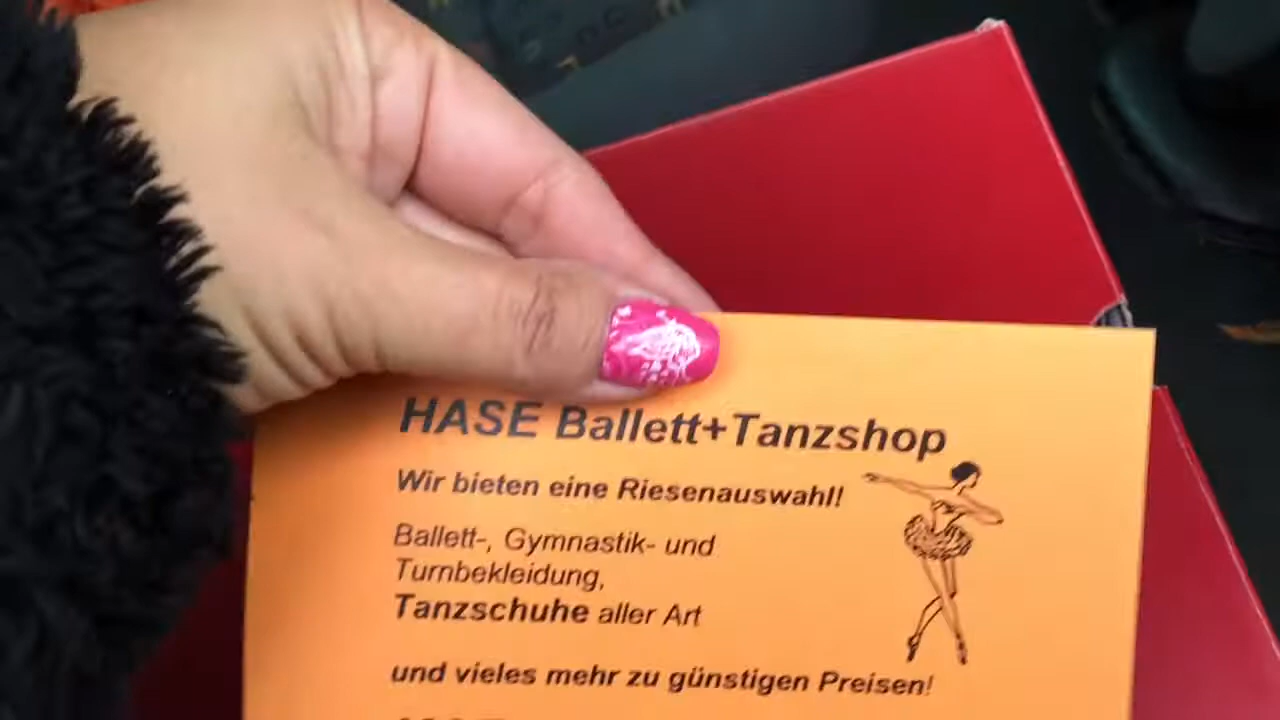 HASE Ballett+Tanzshop
Wir bieten eine Riesenauswahl!
Ballett-, Gymnastik- und
Turnbekleidung,
Tanzschuhe aller Art
und vieles mehr zu günstigen Preisen!